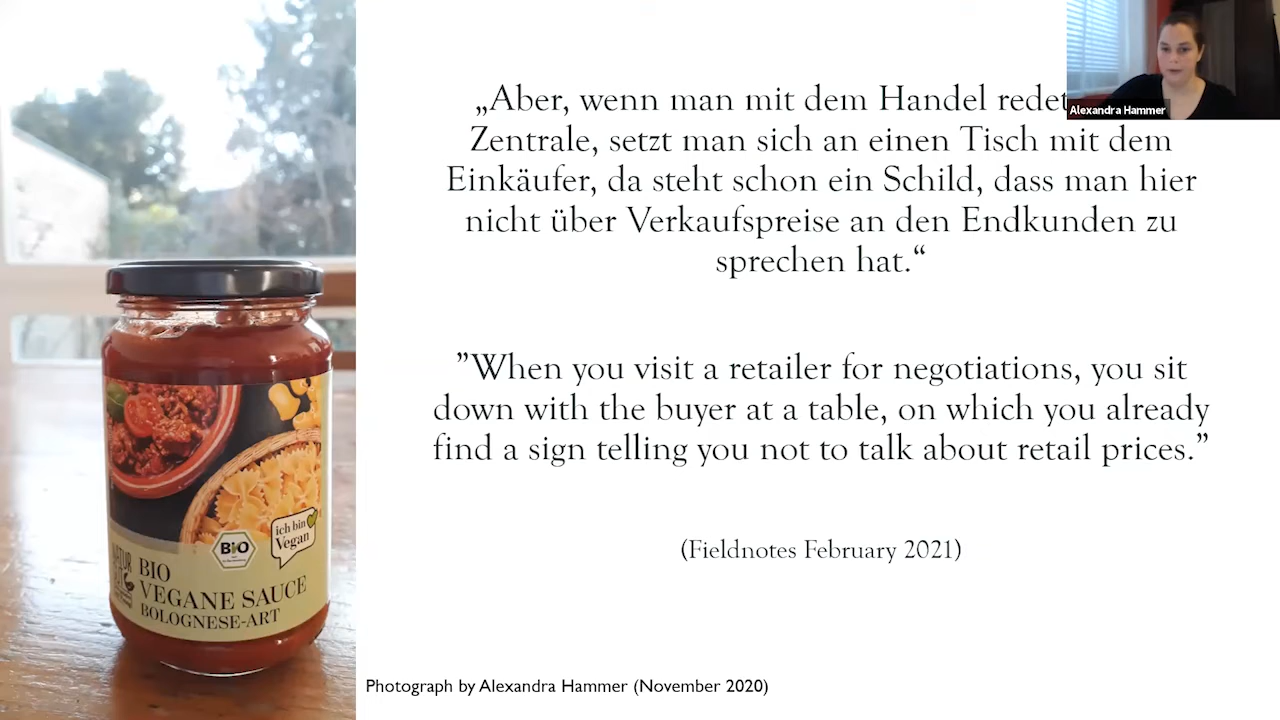 „Aber, wenn man mit dem Handel redet
Zentrale, setzt man sich an einen Tisch mit dem
Einkäufer, da steht schon ein Schild, dass man hier
nicht über Verkaufspreise an den Endkunden zu
sprechen hat.“
”When you visit a retailer for negotiations, you sit
down with the buyer at a table, on which you already
find a sign telling you not to talk about retail prices.”
(Fieldnotes February 2021)
Photograph by Alexandra Hammer (November 2020)
Alexandra Hammer
ich bin
Vegan
BIO
NATUR
GUT
BIO
VEGANE SAUCE
BOLOGNESE-ART